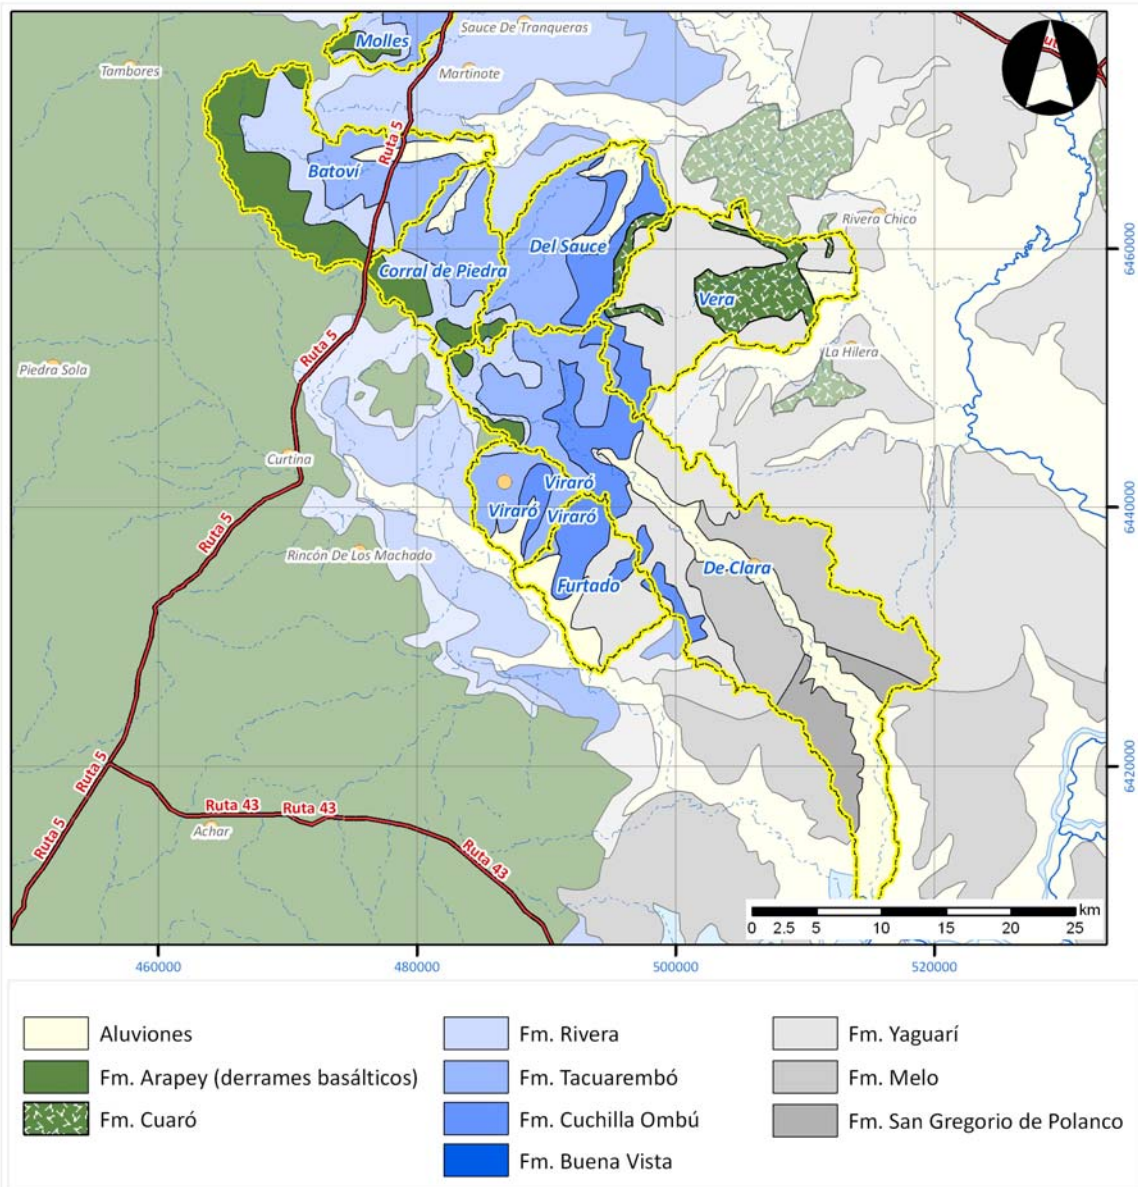 Molles
Sauce De Tranqueras
Tambores
Martinote
Ruta 5
Batoví
Rivera Chico
Del Sauce
Corral de Piedra
Vera
Ruta 5
La Hilera
Piedra Sola
Curtina
Viraró
Viraró
Viraró
Ruta 5
Rincón De Los Machado
De Clara
Furtado
Ruta 5
Ruta 43
Ruta 43
Achar
Ruta 5
Ruta 43
6460000
6440000
6420000
km
0 2.5 5 10 15 20 25
460000 480000 500000 520000
Aluviones
Fm. Arapey (derrames basálticos)
Fm. Cuaró
Fm. Rivera
Fm. Tacuarembó
Fm. Cuchilla Ombú
Fm. Buena Vista
Fm. Yaguarí
Fm. Melo
Fm. San Gregorio de Polanco